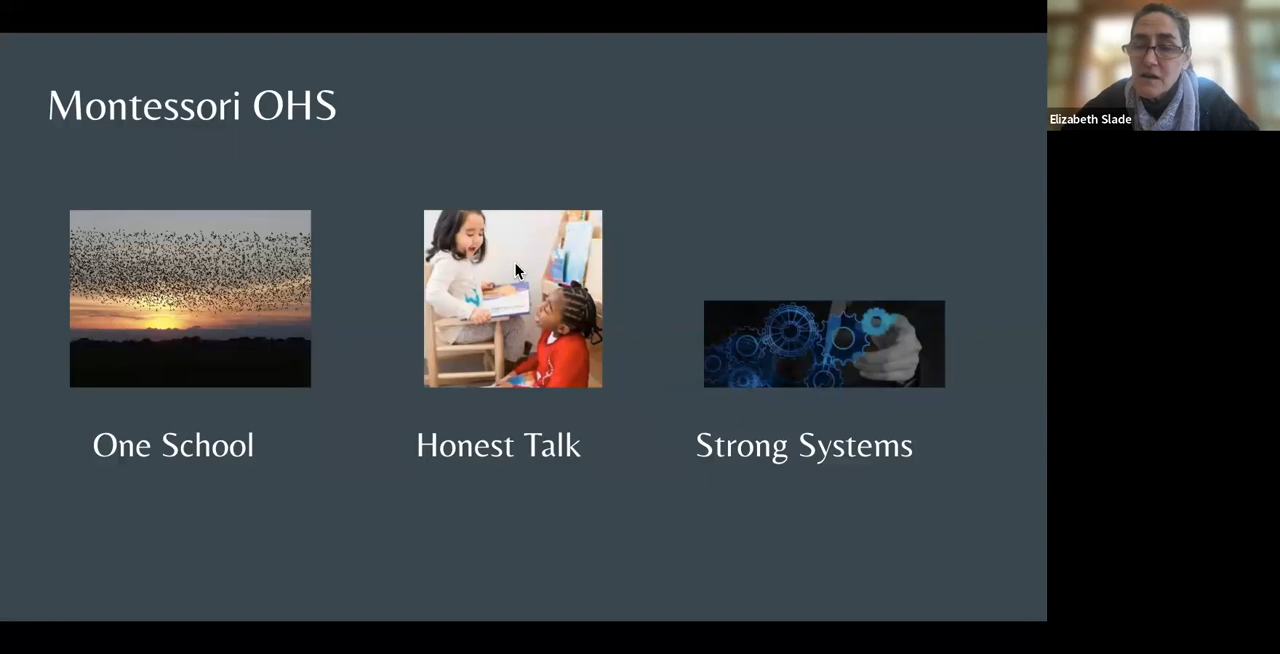 Montessori OHS
Elizabeth Slade
One School
Honest Talk
Strong Systems